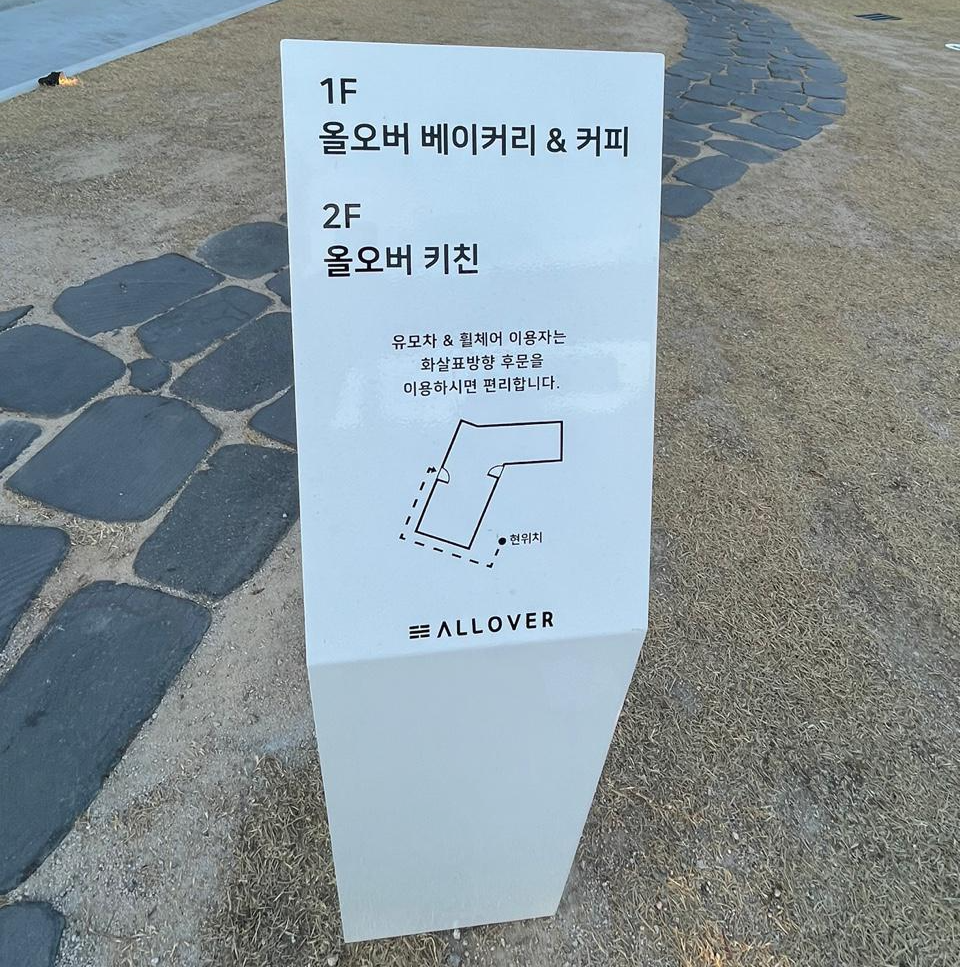 1F
올오버 베이커리 & 커피
2F
올오버 키친
유모차 & 휠체어 이용자는
화살표방향 후문을
이용하시면 편리합니다.
현위치
ALLOVER